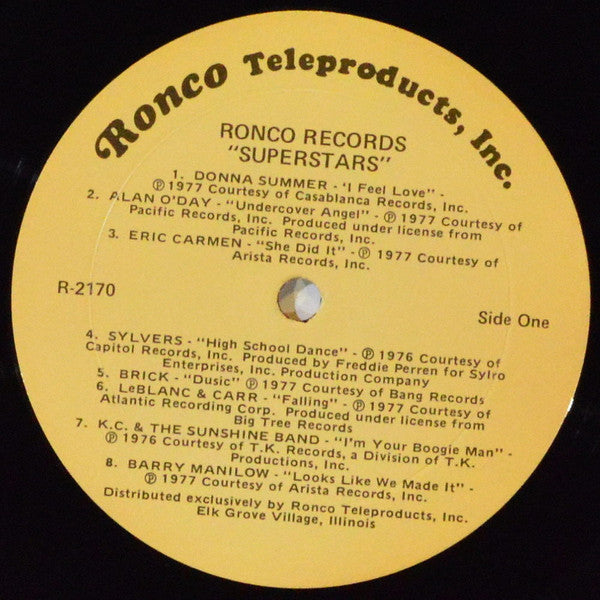 Ronco Teleproducts, Inc.
RONCO RECORDS
"SUPERSTARS"
1. DONNA SUMMER - "I Feel Love" -
℗ 1977 Courtesy of Casablanca Records, Inc.
2. ALAN O'DAY - "Undercover Angel" - ℗ 1977 Courtesy of
Pacific Records, Inc. Produced under license from
Pacific Records, Inc.
3. ERIC CARMEN - "She Did It" - ℗ 1977 Courtesy of
Arista Records, Inc.
R-2170
Side One
4. SYLVERS - "High School Dance" - ℗ 1976 Courtesy of
Capitol Records, Inc. Produced by Freddie Perren for Sylro
Enterprises, Inc. Production Company
5. BRICK - "Dusic" ℗ 1977 Courtesy of Bang Records
6. LeBLANC & CARR - "Falling" - ℗ 1977 Courtesy of
Atlantic Recording Corp. Produced under license from
Big Tree Records
7. K.C. & THE SUNSHINE BAND - "I'm Your Boogie Man" -
℗ 1976 Courtesy of T.K. Records, a Division of T.K.
Productions, Inc.
8. BARRY MANILOW - "Looks Like We Made It" -
℗ 1977 Courtesy of Arista Records, Inc.
Distributed exclusively by Ronco Teleproducts, Inc.
Elk Grove Village, Illinois